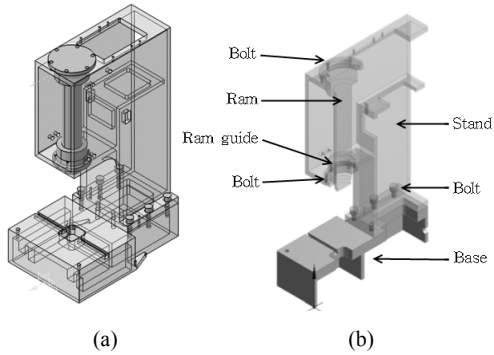 Bolt
Ram
Stand
Ram guide
Bolt
Bolt
Base
(a)
(b)